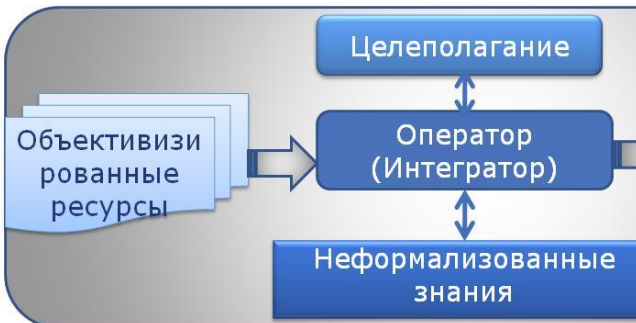 Целеполагание
Объективизи
рованные
ресурсы
Оператор
(Интегратор)
Неформализованные
знания